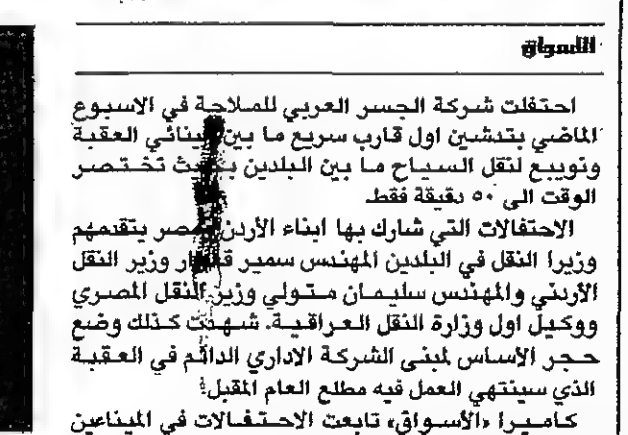 الأسواق
احتفلت شركة الجسر العربي للملاحة في الاسبوع
الماضي بتدشين اول قارب سريع ما بين مينائي العقبة
ونويبع لنقل السياح ما بين البلدين بحيث تختصر
الوقت الى ٥٠ دقيقة فقط.
الاحتفالات التي شارك بها ابناء الأردن ومصر يتقدمهم
وزيرا النقل في البلدين المهندس سمير وزير النقل
الأردني والمهندس سليمان متولي وزير النقل المصري
ووكيل اول وزارة النقل العراقية. شهدت كذلك وضع
حجر الأساس لمبنى الشركة الاداري الدائم في العقبة
الذي سينتهي العمل فيه مطلع العام المقبل.
كاميرا «الأسواق» تابعت الاحتفالات في الميناءين